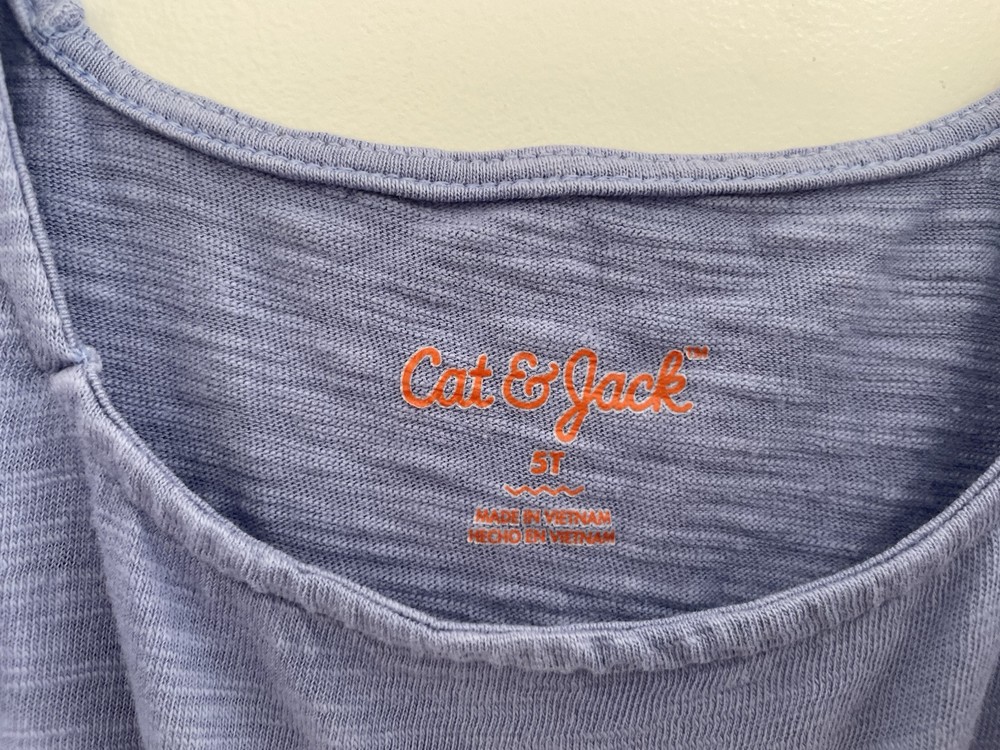 Cat & Jack™
5T
MADE IN VIETNAM
HECHO EN VIETNAM